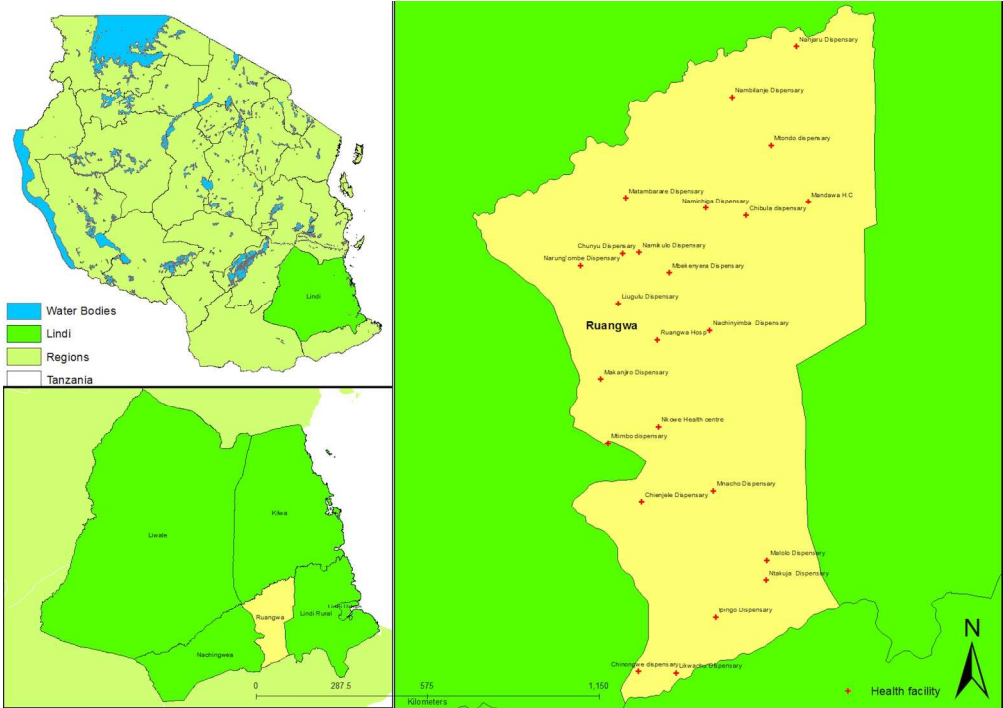 Lindi
Water Bodies
Lindi
Regions
Tanzania
Liwale
Kilwa
Ruangwa
Lindi Rural
Nachingwea
0
287.5
575
1,150
Kilometers
Nanjaru Dispensary
Nambilanje Dispensary
Mtondo dispensary
Matambarare Dispensary
Mandawa H.C
Namichiga Dispensary
Chibula dispensary
Chunyu Dispensary
Namikulo Dispensary
Narung'ombe Dispensary
Mbekenyera Dispensary
Liugulu Dispensary
Ruangwa
Nachinyimba Dispensary
Ruangwa Hosp
Makanjiro Dispensary
Nkowe Health centre
Mtimbo dispensary
Mnacho Dispensary
Chienjele Dispensary
Malolo Dispensary
Ntakuja Dispensary
Ipingo Dispensary
Chinongwe dispensary
Dispensary
N
Health facility